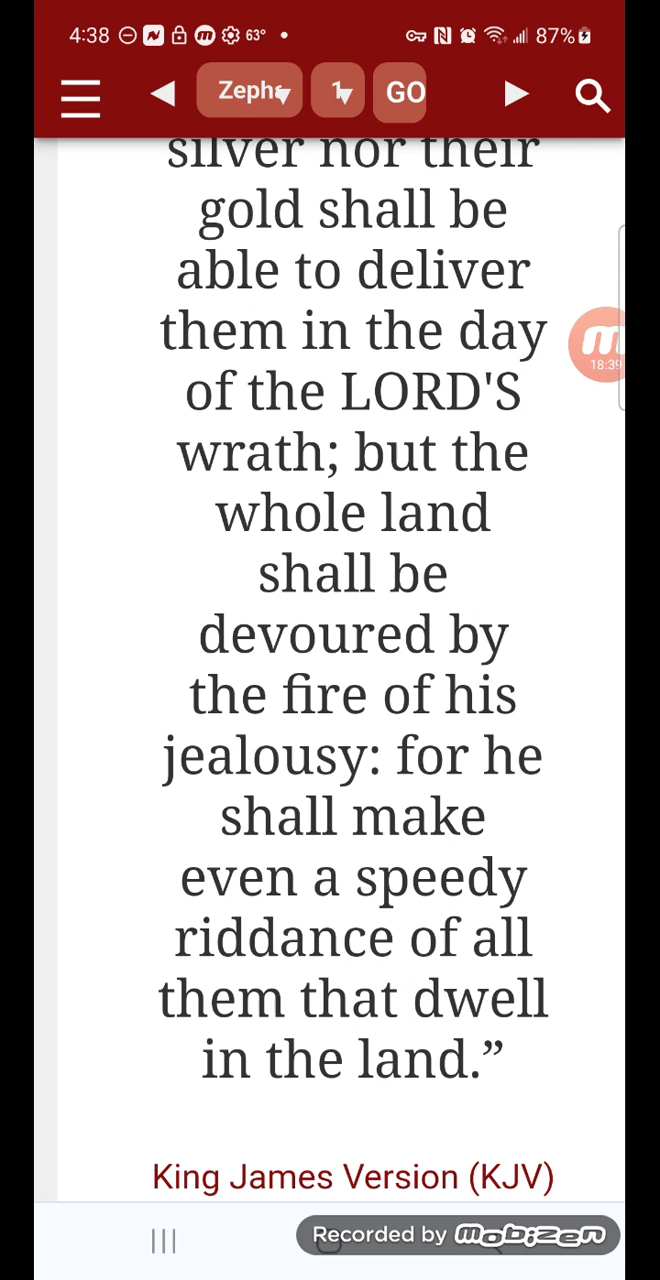 4:38 63° 87%
Zeph 1 GO
silver nor their
gold shall be
able to deliver
them in the day
of the LORD'S
18:39
wrath; but the
whole land
shall be
devoured by
the fire of his
jealousy: for he
shall make
even a speedy
riddance of all
them that dwell
in the land.”
King James Version (KJV)
Recorded by mobizen